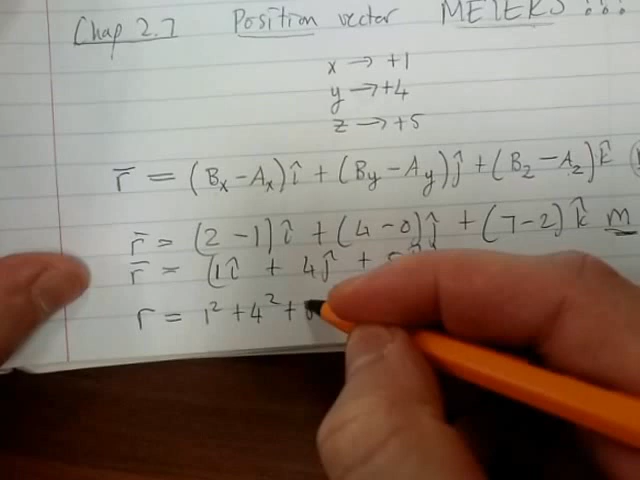 Chap 2.7 Position vector METERS !!!
x → +1
y → +4
z → +5
r̄ = (Bx − Ax)î + (By − Ay)ĵ + (Bz − Az)k̂
r̄ = (2 − 1)î + (4 − 0)ĵ + (7 − 2)k̂ m
r̄ = (1î + 4ĵ +
r = 1² + 4² +